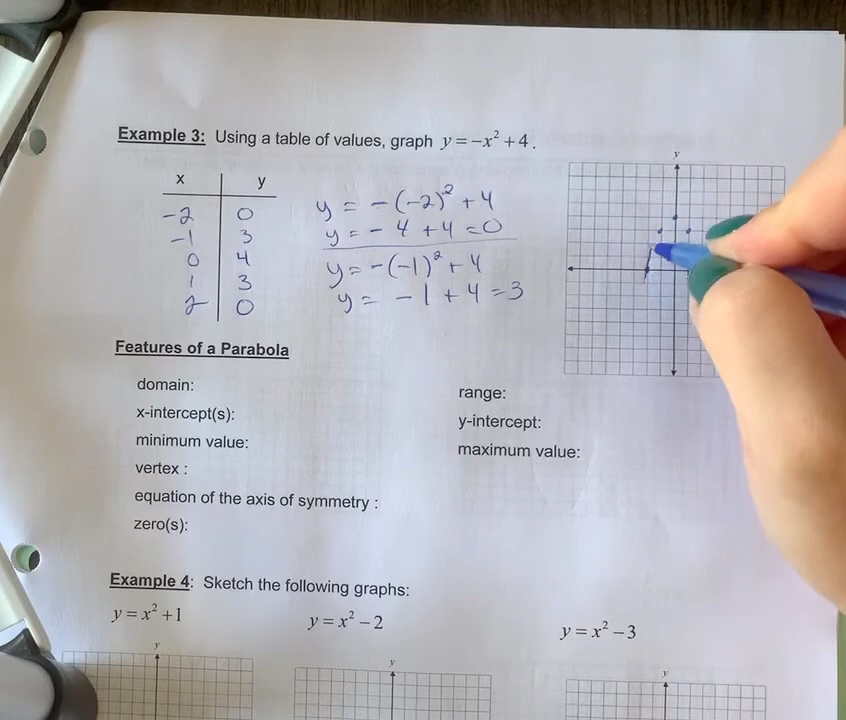 Example 3: Using a table of values, graph y = -x² + 4.
y
x y
-2 0
-1 3
0 4
1 3
2 0
y = -(-2)² + 4
y = - 4 + 4 = 0
y = -(-1)² + 4
y = - 1 + 4 = 3
Features of a Parabola
domain:
range:
x-intercept(s):
y-intercept:
minimum value:
maximum value:
vertex :
equation of the axis of symmetry :
zero(s):
Example 4: Sketch the following graphs:
y = x² + 1
y = x² - 2
y = x² - 3
y
y
y